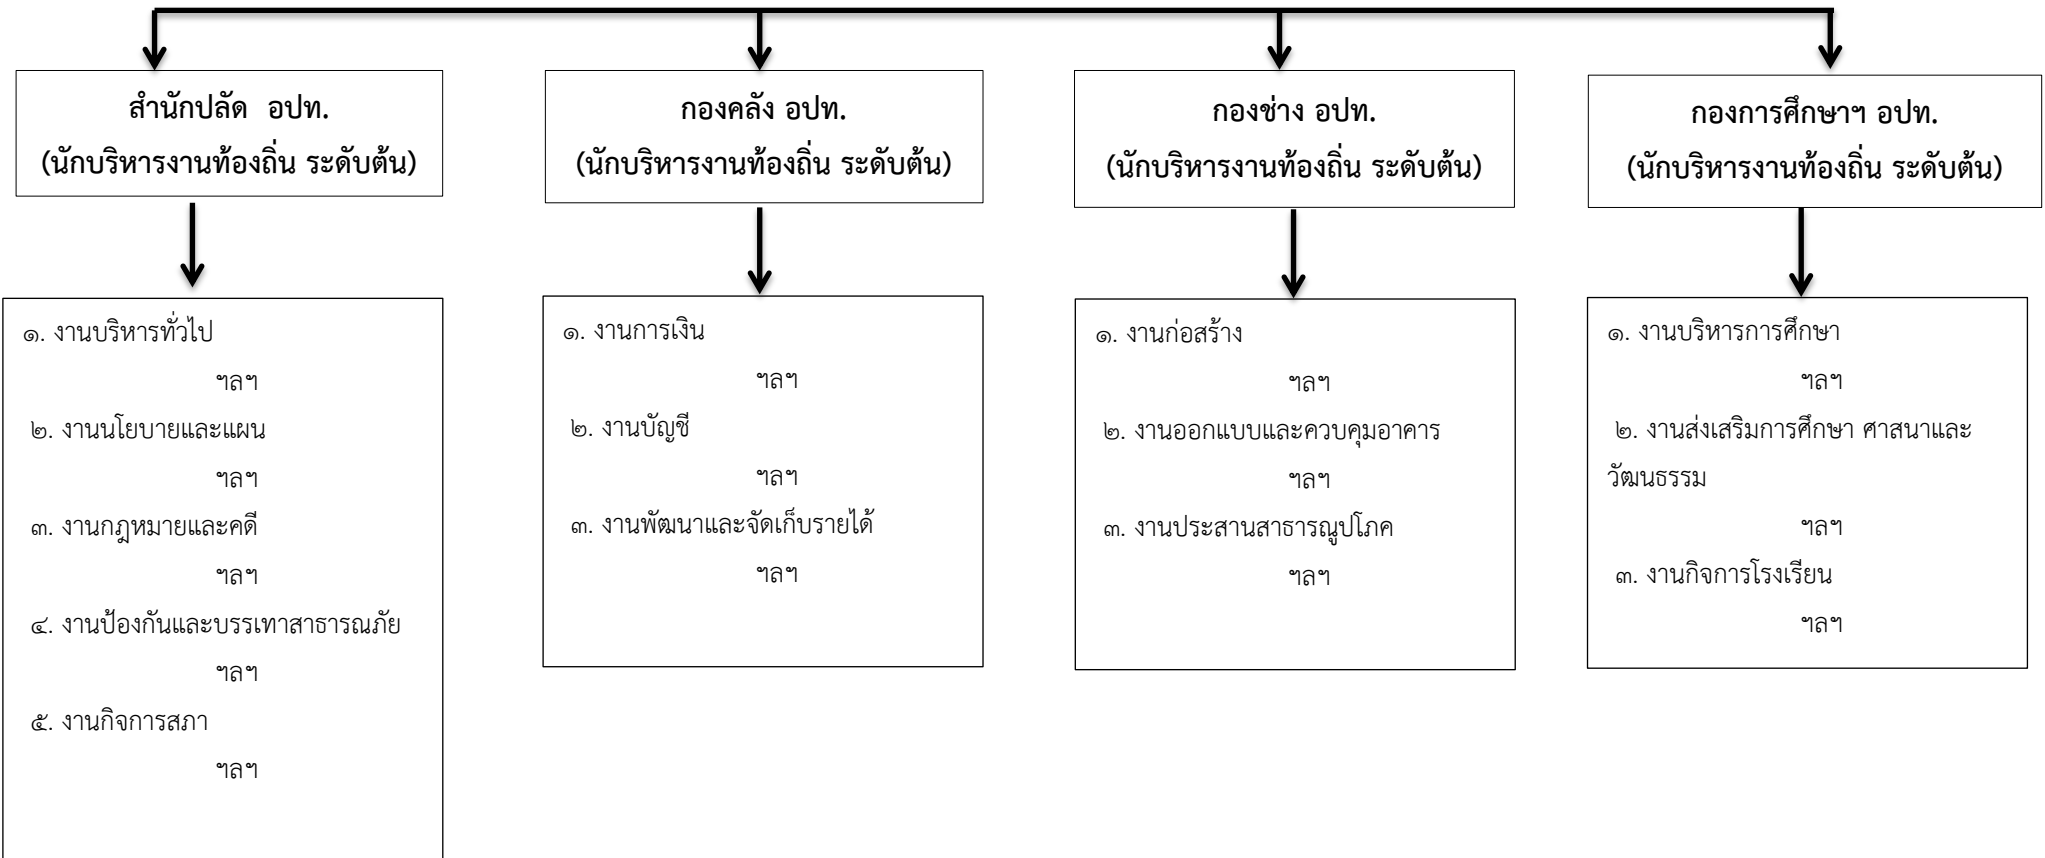 สำนักปลัด อปท.
(นักบริหารงานท้องถิ่น ระดับต้น)
กองคลัง อปท.
(นักบริหารงานท้องถิ่น ระดับต้น)
กองช่าง อปท.
(นักบริหารงานท้องถิ่น ระดับต้น)
กองการศึกษาฯ อปท.
(นักบริหารงานท้องถิ่น ระดับต้น)
๑. งานบริหารทั่วไป
ฯลฯ
๒. งานนโยบายและแผน
ฯลฯ
๓. งานกฎหมายและคดี
ฯลฯ
๔. งานป้องกันและบรรเทาสาธารณภัย
ฯลฯ
๕. งานกิจการสภา
ฯลฯ
๑. งานการเงิน
ฯลฯ
๒. งานบัญชี
ฯลฯ
๓. งานพัฒนาและจัดเก็บรายได้
ฯลฯ
๑. งานก่อสร้าง
ฯลฯ
๒. งานออกแบบและควบคุมอาคาร
ฯลฯ
๓. งานประสานสาธารณูปโภค
ฯลฯ
๑. งานบริหารการศึกษา
ฯลฯ
๒. งานส่งเสริมการศึกษา ศาสนาและ
วัฒนธรรม
ฯลฯ
๓. งานกิจการโรงเรียน
ฯลฯ